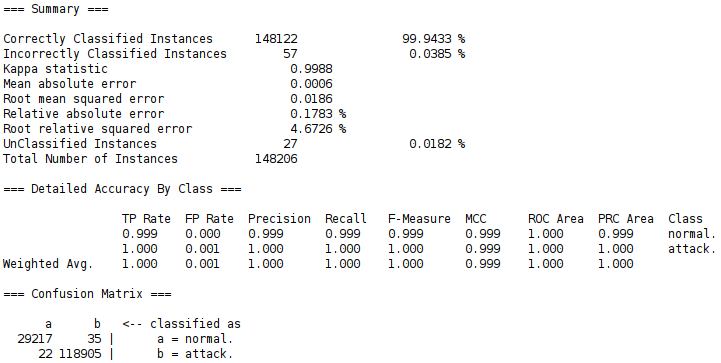 === Summary ===
Correctly Classified Instances 148122 99.9433 %
Incorrectly Classified Instances 57 0.0385 %
Kappa statistic 0.9988
Mean absolute error 0.0006
Root mean squared error 0.0186
Relative absolute error 0.1783 %
Root relative squared error 4.6726 %
UnClassified Instances 27 0.0182 %
Total Number of Instances 148206
=== Detailed Accuracy By Class ===
TP Rate FP Rate Precision Recall F-Measure MCC ROC Area PRC Area Class
0.999 0.000 0.999 0.999 0.999 0.999 1.000 0.999 normal.
1.000 0.001 1.000 1.000 1.000 0.999 1.000 1.000 attack.
Weighted Avg. 1.000 0.001 1.000 1.000 1.000 0.999 1.000 1.000
=== Confusion Matrix ===
a b <-- classified as
29217 35 | a = normal.
22 118905 | b = attack.